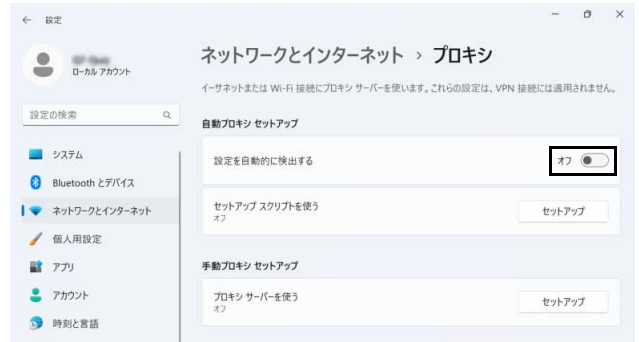 ← 設定
ローカル アカウント
設定の検索
システム
Bluetooth とデバイス
ネットワークとインターネット
個人用設定
アプリ
アカウント
時刻と言語
ネットワークとインターネット › プロキシ
イーサネットまたは Wi-Fi 接続にプロキシ サーバーを使います。これらの設定は、VPN 接続には適用されません。
自動プロキシ セットアップ
設定を自動的に検出する
オフ
セットアップ スクリプトを使う
オフ
セットアップ
手動プロキシ セットアップ
プロキシ サーバーを使う
オフ
セットアップ